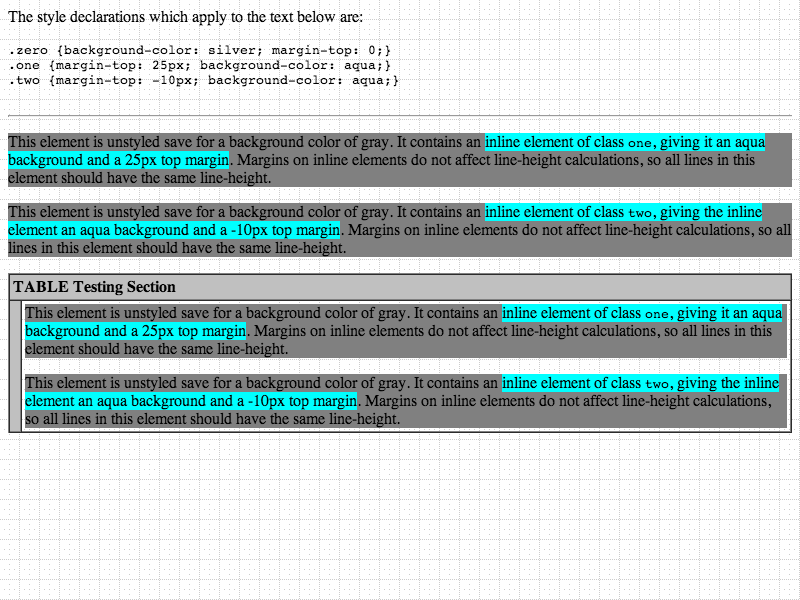 The style declarations which apply to the text below are:
.zero {background-color: silver; margin-top: 0;}
.one {margin-top: 25px; background-color: aqua;}
.two {margin-top: -10px; background-color: aqua;}
This element is unstyled save for a background color of gray. It contains an inline element of class one, giving it an aqua
background and a 25px top margin. Margins on inline elements do not affect line-height calculations, so all lines in this
element should have the same line-height.
This element is unstyled save for a background color of gray. It contains an inline element of class two, giving the inline
element an aqua background and a -10px top margin. Margins on inline elements do not affect line-height calculations, so all
lines in this element should have the same line-height.
TABLE Testing Section
This element is unstyled save for a background color of gray. It contains an inline element of class one, giving it an aqua
background and a 25px top margin. Margins on inline elements do not affect line-height calculations, so all lines in this
element should have the same line-height.
This element is unstyled save for a background color of gray. It contains an inline element of class two, giving the inline
element an aqua background and a -10px top margin. Margins on inline elements do not affect line-height calculations,
so all lines in this element should have the same line-height.